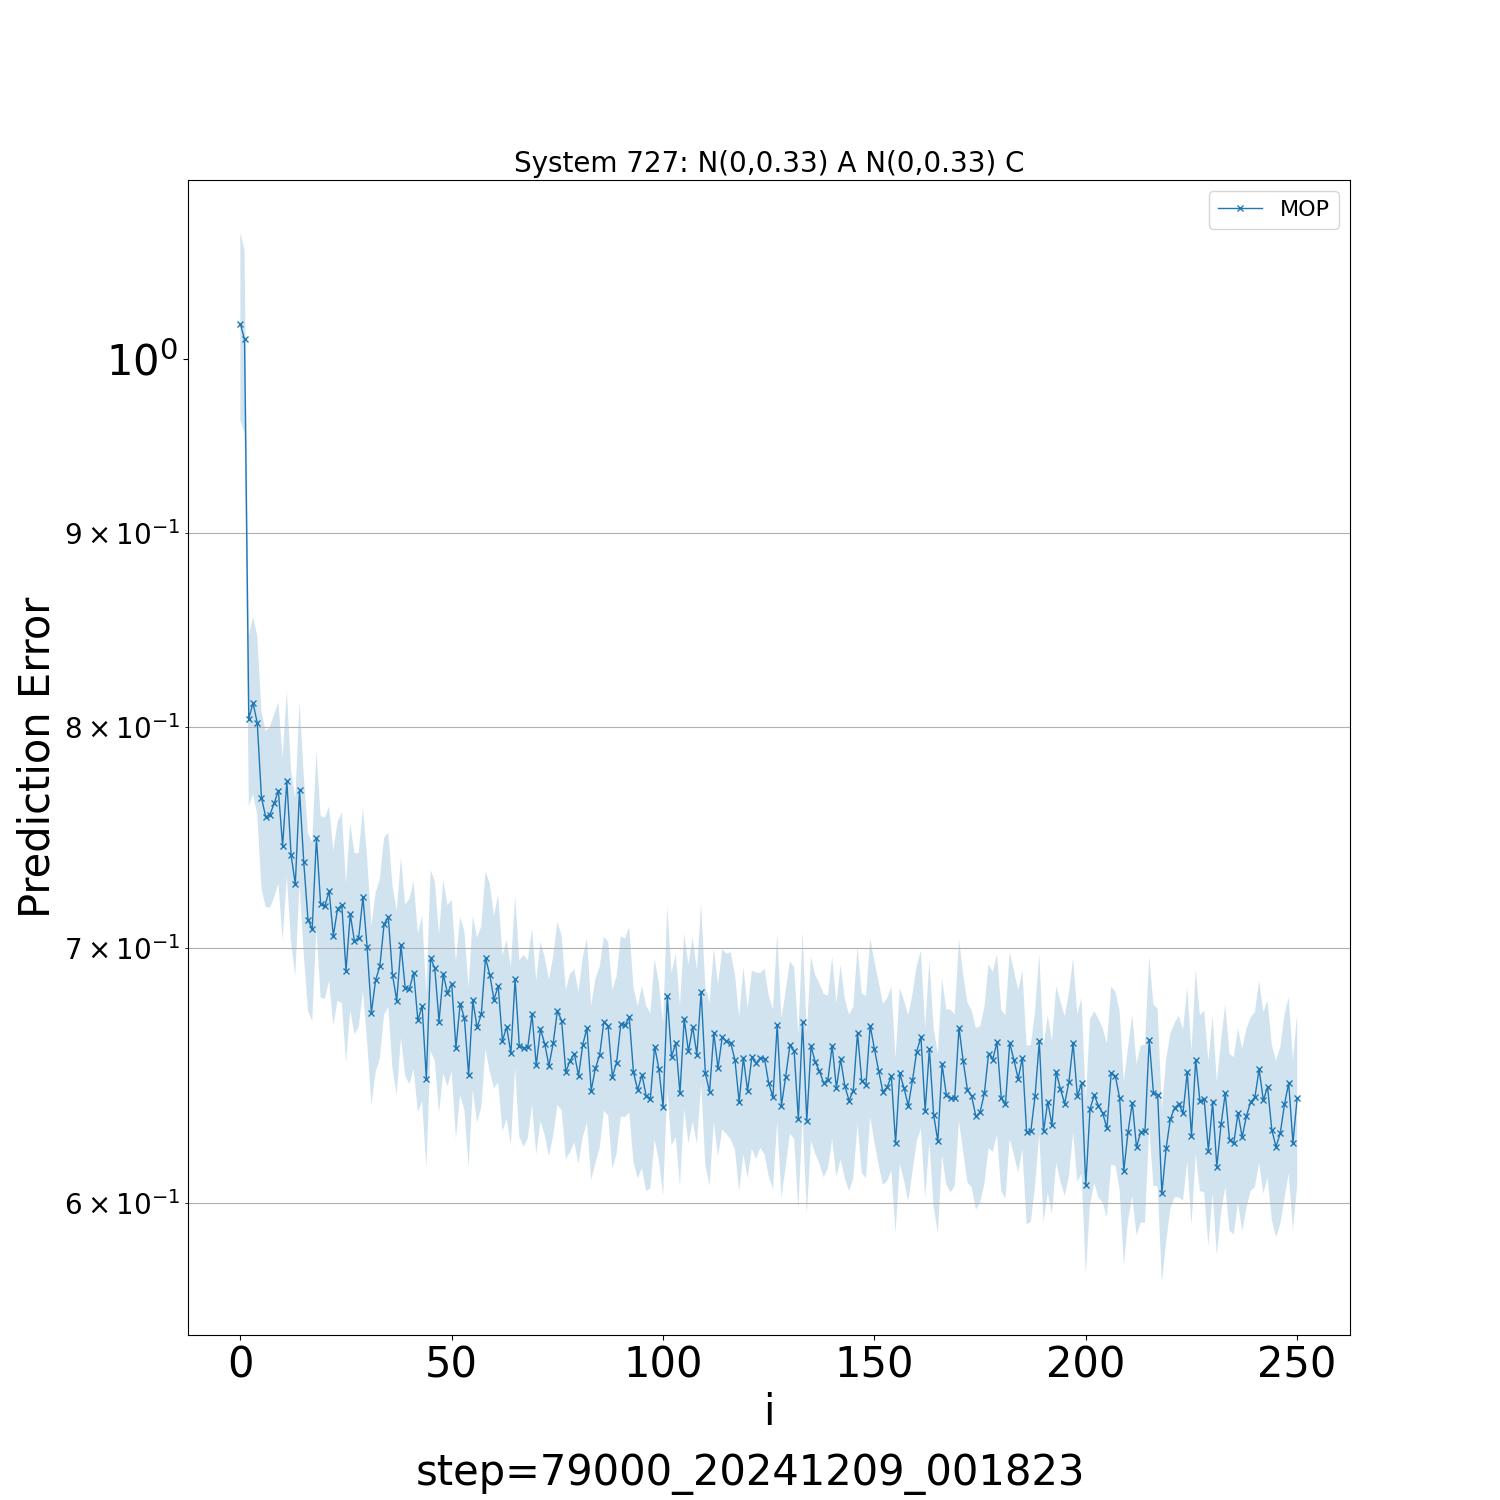 System 727: N(0,0.33) A N(0,0.33) C
MOP
10⁰
9 × 10⁻¹
8 × 10⁻¹
7 × 10⁻¹
6 × 10⁻¹
Prediction Error
0 50 100 150 200 250
i
step=79000_20241209_001823